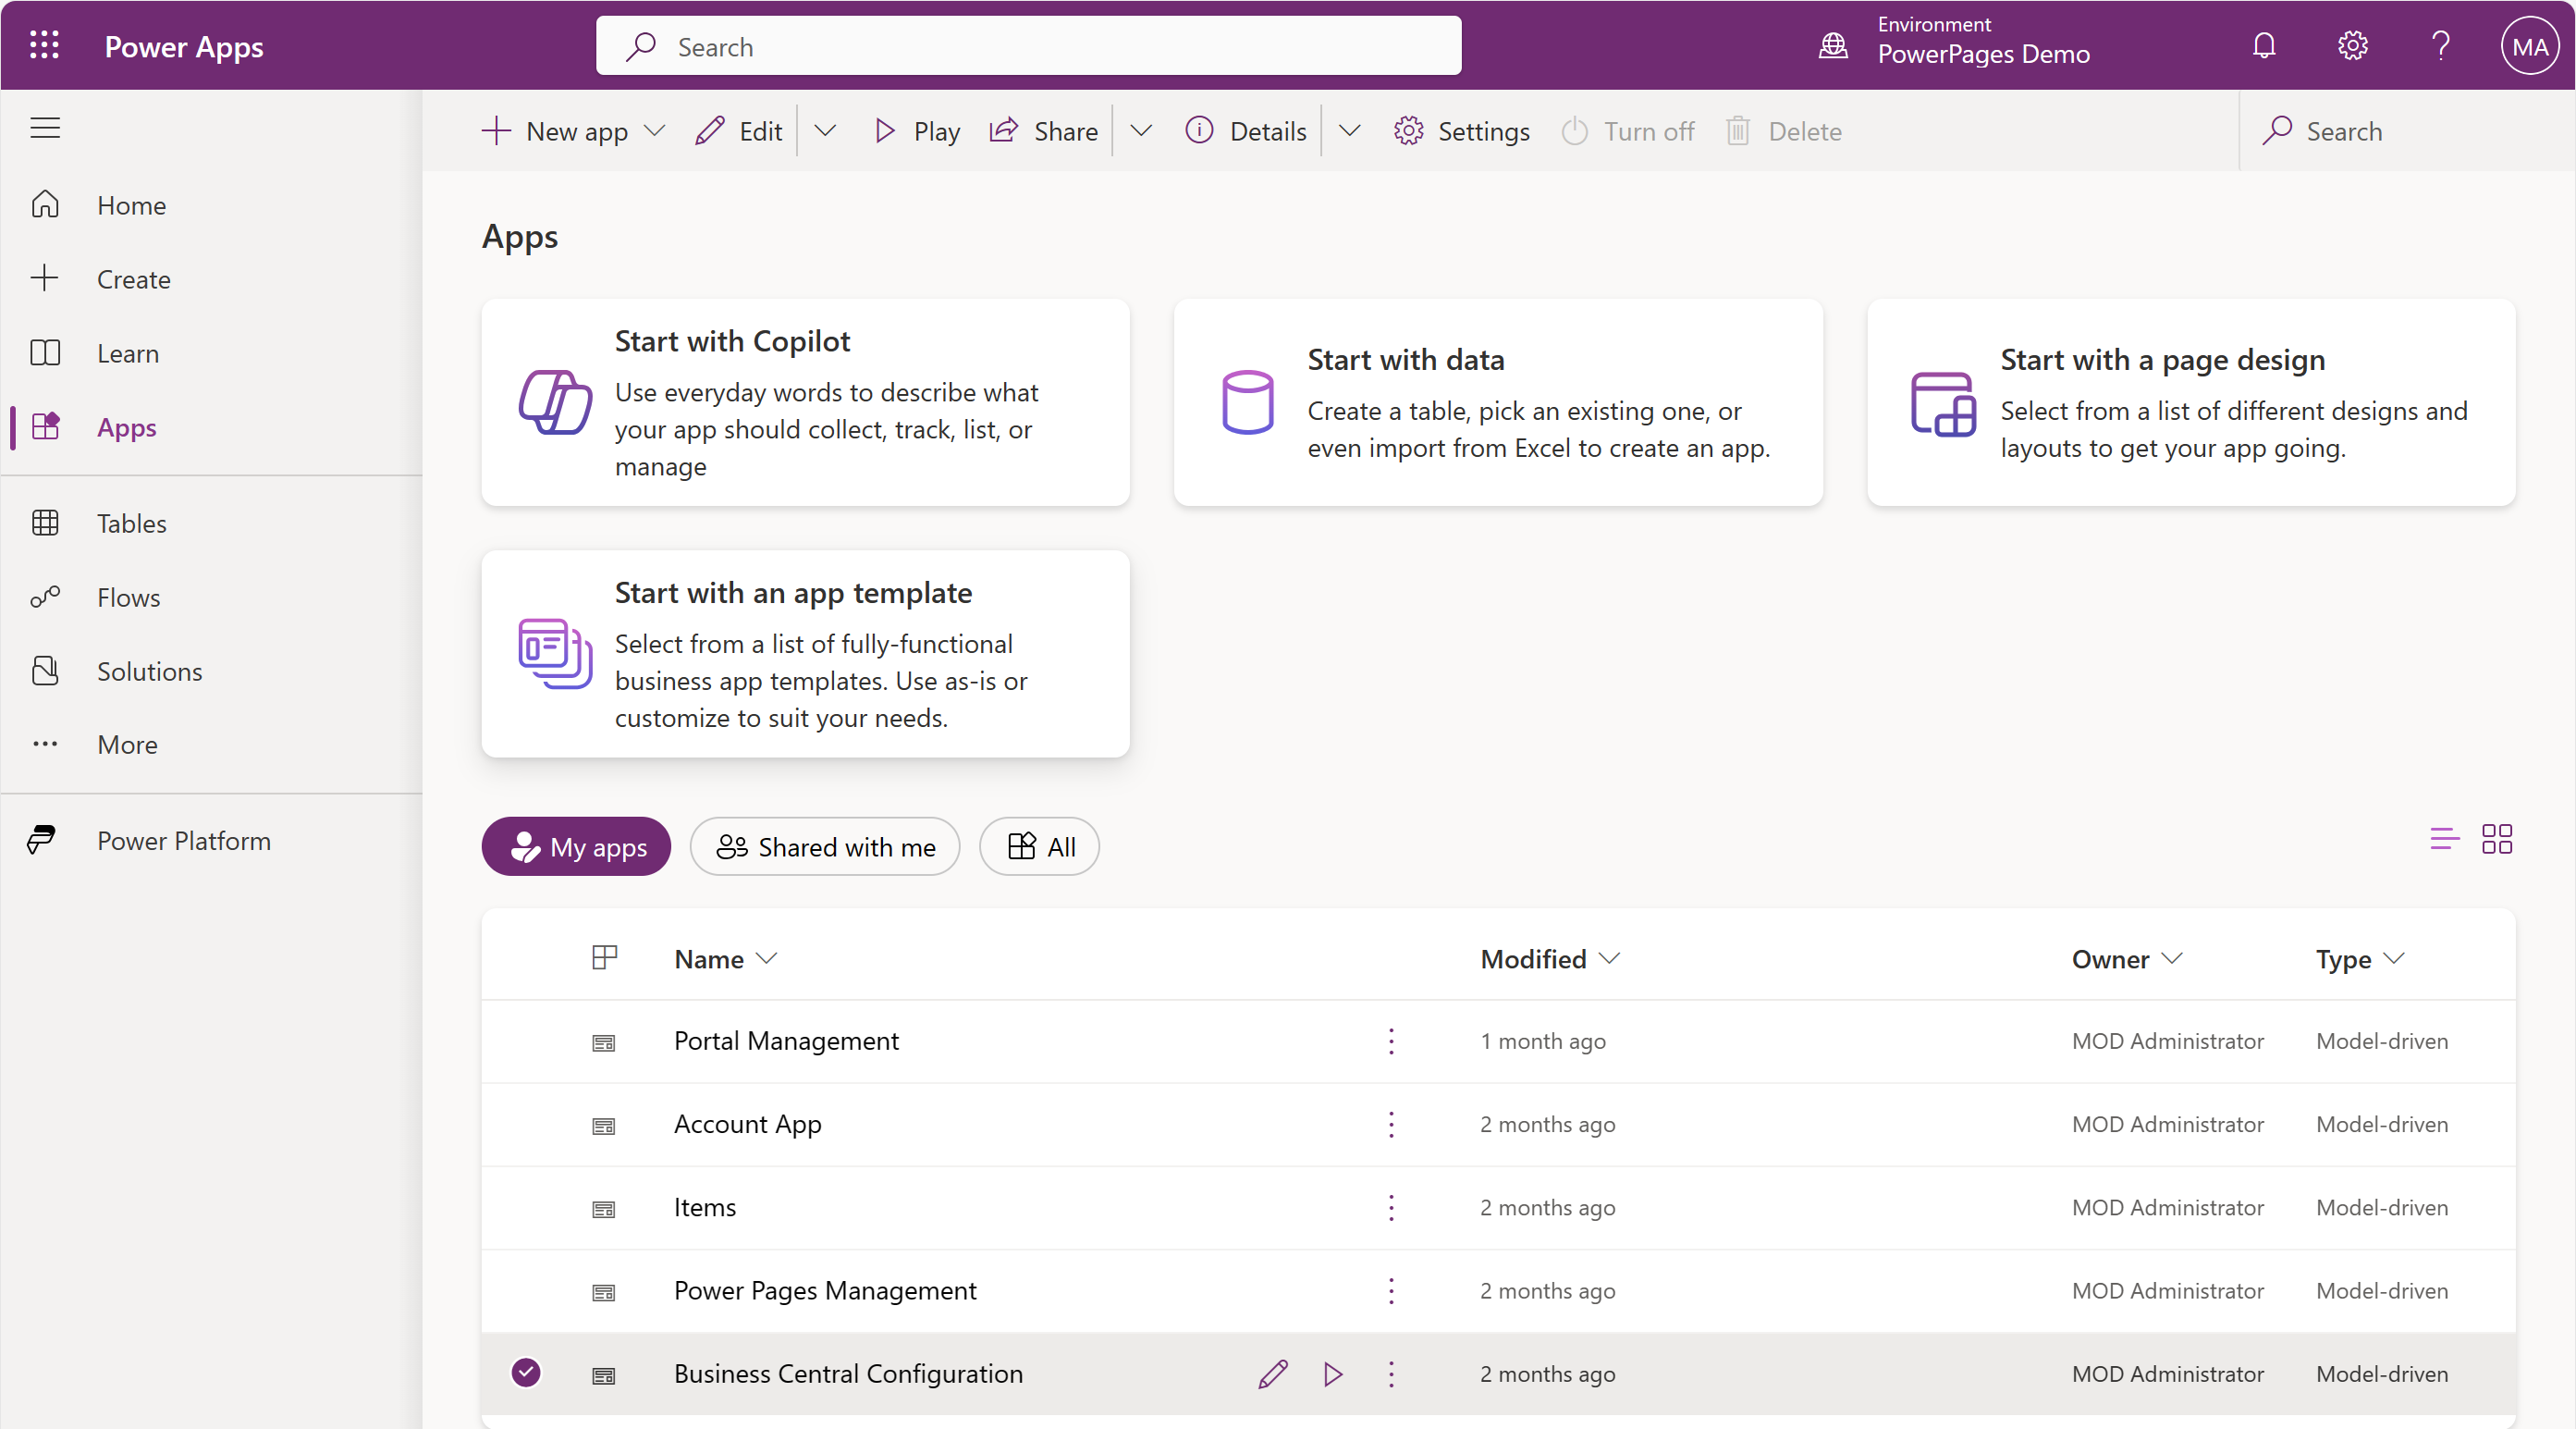 Power Apps
Search
Environment
PowerPages Demo
MA
New app
Edit
Play
Share
Details
Settings
Turn off
Delete
Search
Home
Create
Learn
Apps
Tables
Flows
Solutions
More
Power Platform
Apps
Start with Copilot
Use everyday words to describe what
your app should collect, track, list, or
manage
Start with data
Create a table, pick an existing one, or
even import from Excel to create an app.
Start with a page design
Select from a list of different designs and
layouts to get your app going.
Start with an app template
Select from a list of fully-functional
business app templates. Use as-is or
customize to suit your needs.
My apps
Shared with me
All
Name Modified Owner Type
Portal Management 1 month ago MOD Administrator Model-driven
Account App 2 months ago MOD Administrator Model-driven
Items 2 months ago MOD Administrator Model-driven
Power Pages Management 2 months ago MOD Administrator Model-driven
Business Central Configuration 2 months ago MOD Administrator Model-driven